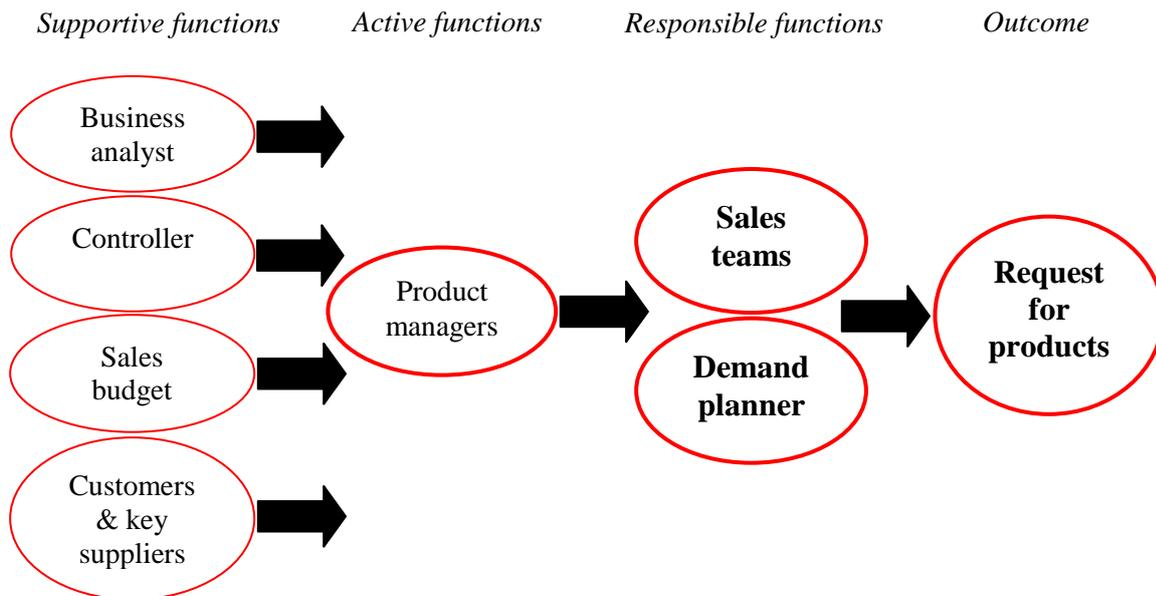 Supportive functions
Active functions
Responsible functions
Outcome
Business
analyst
Controller
Sales
budget
Customers
& key
suppliers
Product
managers
Sales
teams
Demand
planner
Request
for
products